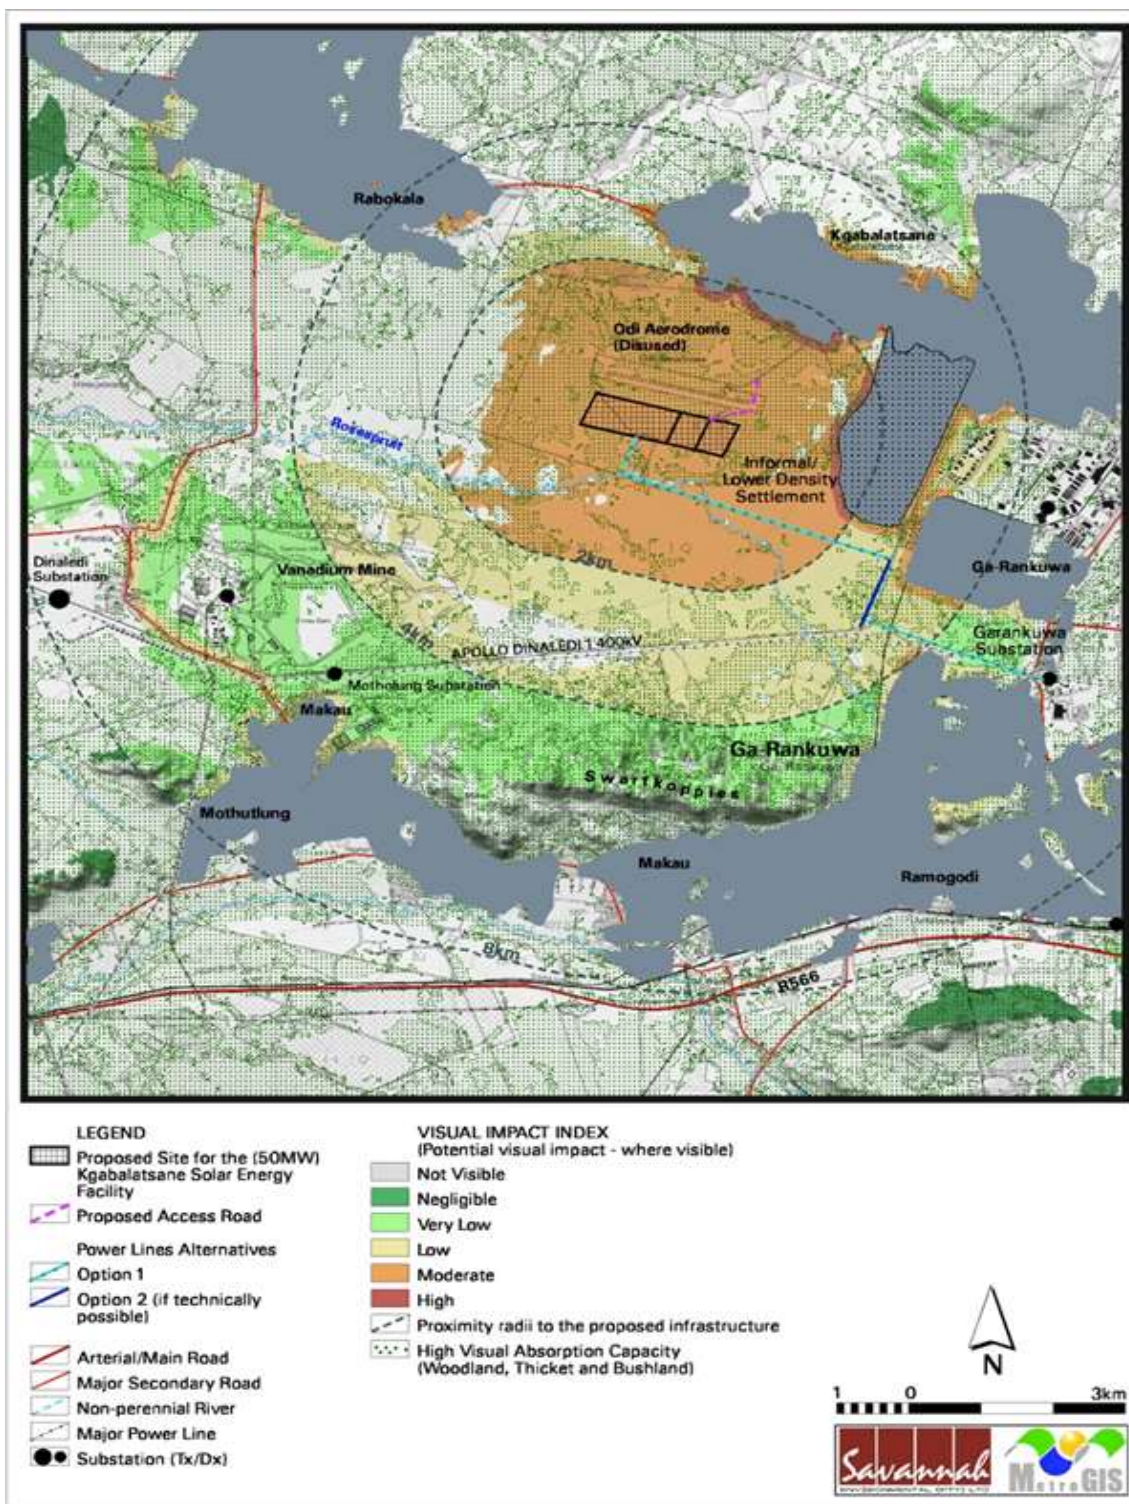 Rabokala
Kgabalatsane
Odi Aerodrome
(Disused)
Rosespruit
Informal/
Lower Density
Settlement
Dinaledi
Substation
Vanadium Mine
2km
Ga-Rankuwa
4km
APOLLO DINALEDI 1 400kV
Garankuwa
Substation
Motholung Substation
Makau
Ga-Rankuwa
Swartkoppies
Mothutlung
Makau
Ramogodi
8km
R566
LEGEND
Proposed Site for the (50MW)
Kgabalatsane Solar Energy
Facility
Proposed Access Road
Power Lines Alternatives
Option 1
Option 2 (if technically
possible)
Arterial/Main Road
Major Secondary Road
Non-perennial River
Major Power Line
Substation (Tx/Dx)
VISUAL IMPACT INDEX
(Potential visual impact - where visible)
Not Visible
Negligible
Very Low
Low
Moderate
High
Proximity radii to the proposed infrastructure
High Visual Absorption Capacity
(Woodland, Thicket and Bushland)
N
1 0 3km
Savannah
ENVIRONMENTAL (PTY) LTD
MetroGIS